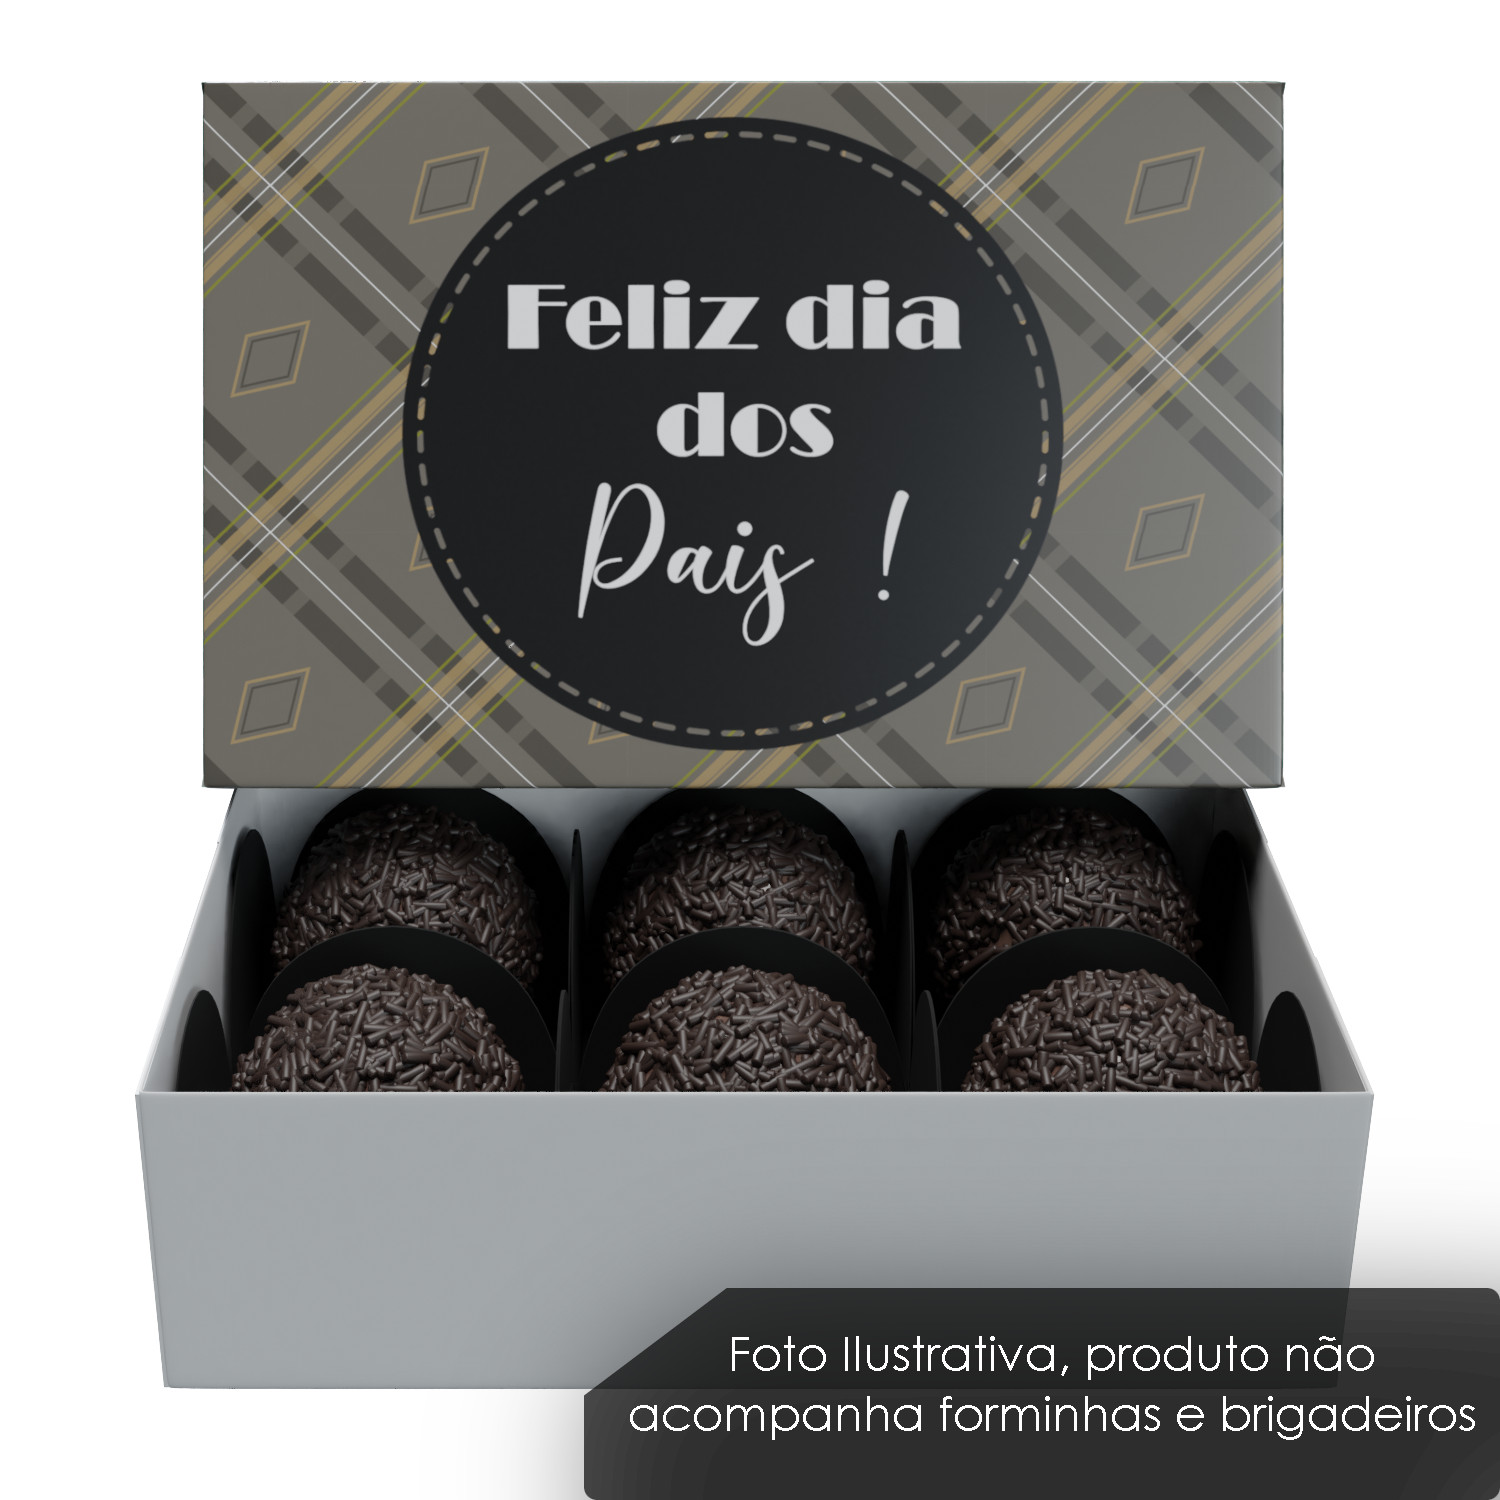 Feliz dia
dos
Pais !
Foto Ilustrativa, produto não
acompanha forminhas e brigadeiros